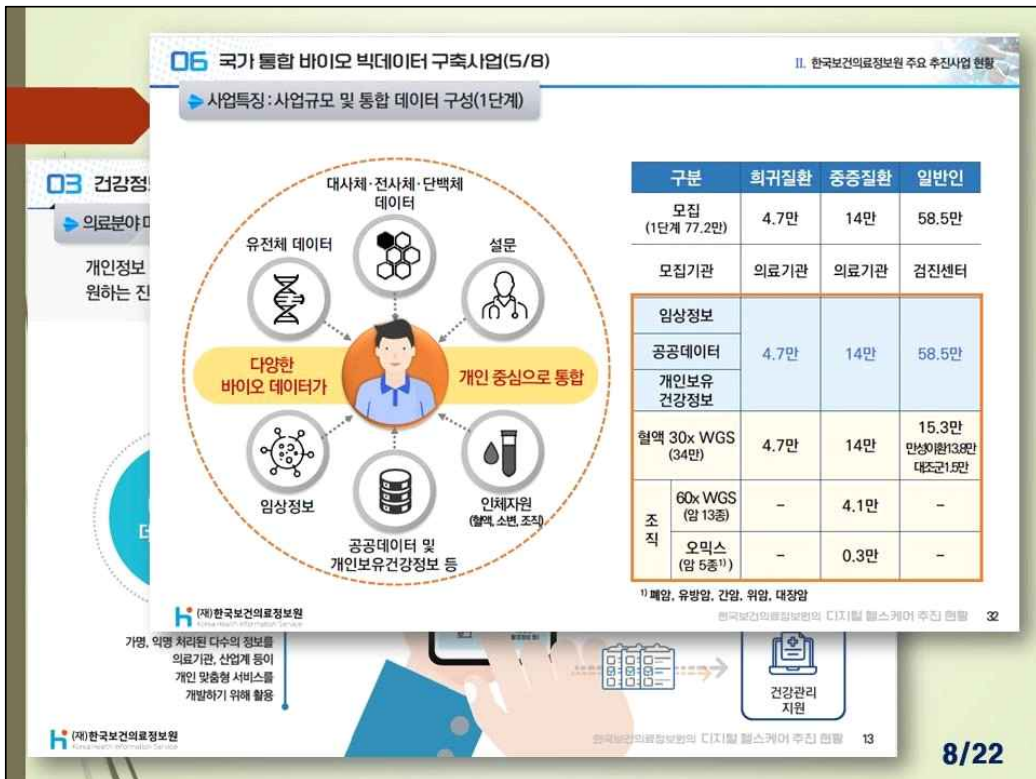 06 국가 통합 바이오 빅데이터 구축사업(5/8)
II. 한국보건의료정보원 주요 추진사업 현황
사업특징 : 사업규모 및 통합 데이터 구성(1단계)
대사체·전사체·단백체
데이터
유전체 데이터
설문
다양한
바이오 데이터가
개인 중심으로 통합
임상정보
공공데이터 및
개인보유건강정보 등
인체자원
(혈액, 소변, 조직)
구분 희귀질환 중증질환 일반인
모집
(1단계 77.2만)
4.7만 14만 58.5만
모집기관 의료기관 의료기관 검진센터
임상정보
공공데이터
개인보유
건강정보
4.7만 14만 58.5만
혈액 30x WGS
(34만)
4.7만 14만
15.3만
만성이환13.8만
대조군1.5만
조직
60x WGS
(암 13종)
- 4.1만 -
오믹스
(암 5종1))
- 0.3만 -
1) 폐암, 유방암, 간암, 위암, 대장암
(재)한국보건의료정보원
Korea Health Information Service
한국보건의료정보원의 디지털 헬스케어 추진 현황 32
03 건강정보
의료분야
개인정보
원하는 진
가명, 익명 처리된 다수의 정보를
의료기관, 산업계 등이
개인 맞춤형 서비스를
개발하기 위해 활용
건강관리
지원
(재)한국보건의료정보원
Korea Health Information Service
한국보건의료정보원의 디지털 헬스케어 추진 현황 13
8/22